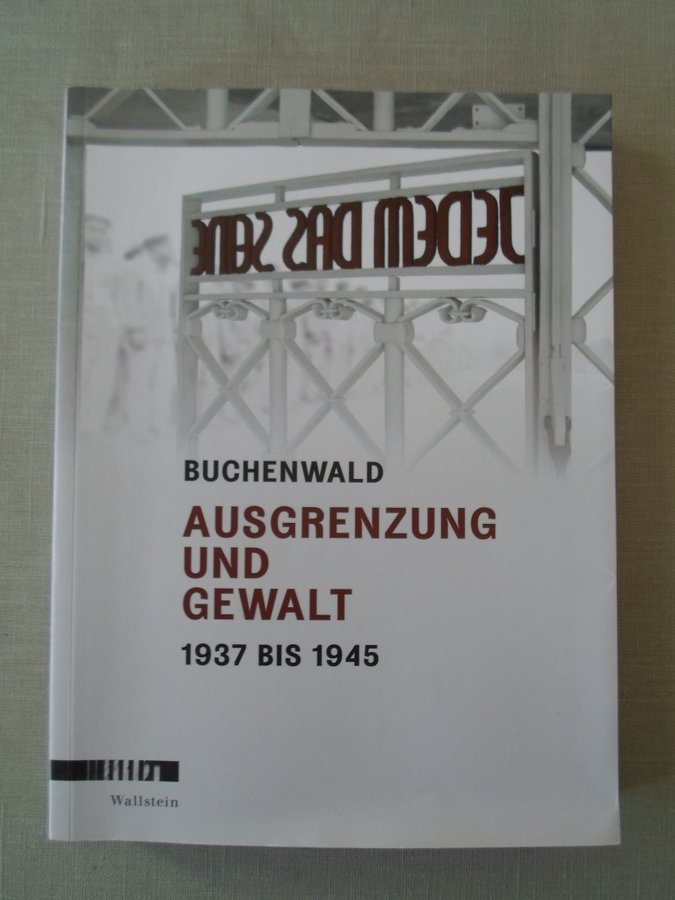 JEDEM DAS SEINE
BUCHENWALD
AUSGRENZUNG
UND
GEWALT
1937 BIS 1945
Wallstein